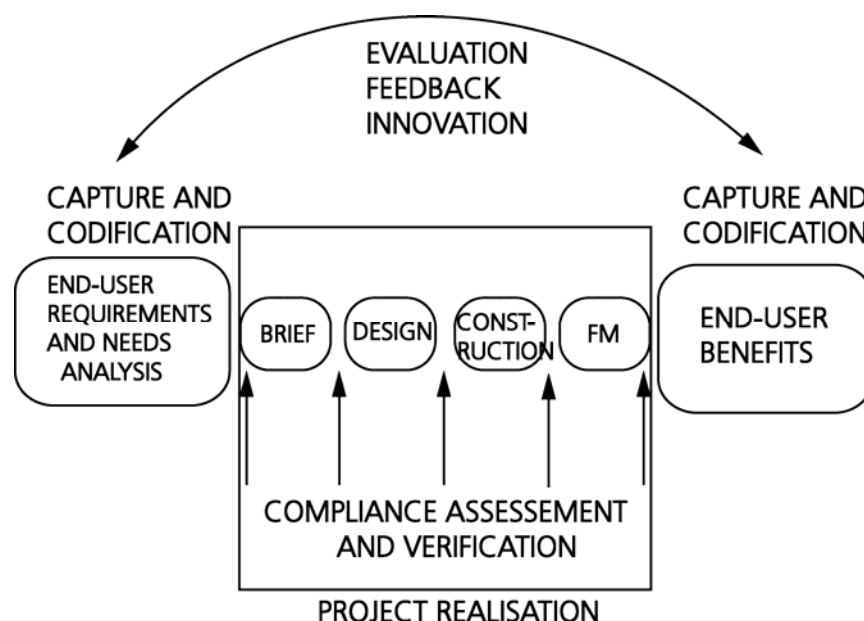 EVALUATION
FEEDBACK
INNOVATION
CAPTURE AND
CODIFICATION
CAPTURE AND
CODIFICATION
END-USER
REQUIREMENTS
AND NEEDS
ANALYSIS
BRIEF
DESIGN
CONST-
RUCTION
FM
END-USER
BENEFITS
COMPLIANCE ASSESSEMENT
AND VERIFICATION
PROJECT REALISATION